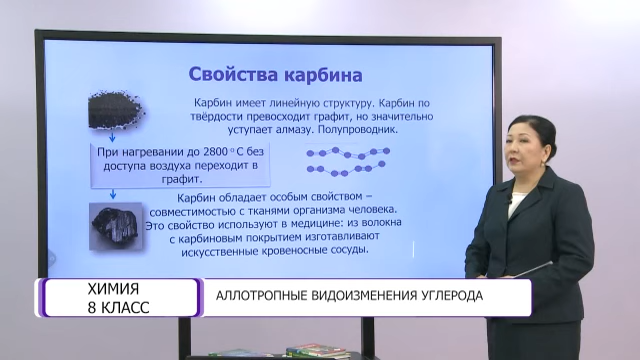 Свойства карбина
Карбин имеет линейную структуру. Карбин по
твёрдости превосходит графит, но значительно
уступает алмазу. Полупроводник.
При нагревании до 2800°С без
доступа воздуха переходит в
графит.
Карбин обладает особым свойством –
совместимостью с тканями организма человека.
Это свойство используют в медицине: из волокна
с карбиновым покрытием изготавливают
искусственные кровеносные сосуды.
ХИМИЯ
8 КЛАСС
АЛЛОТРОПНЫЕ ВИДОИЗМЕНЕНИЯ УГЛЕРОДА